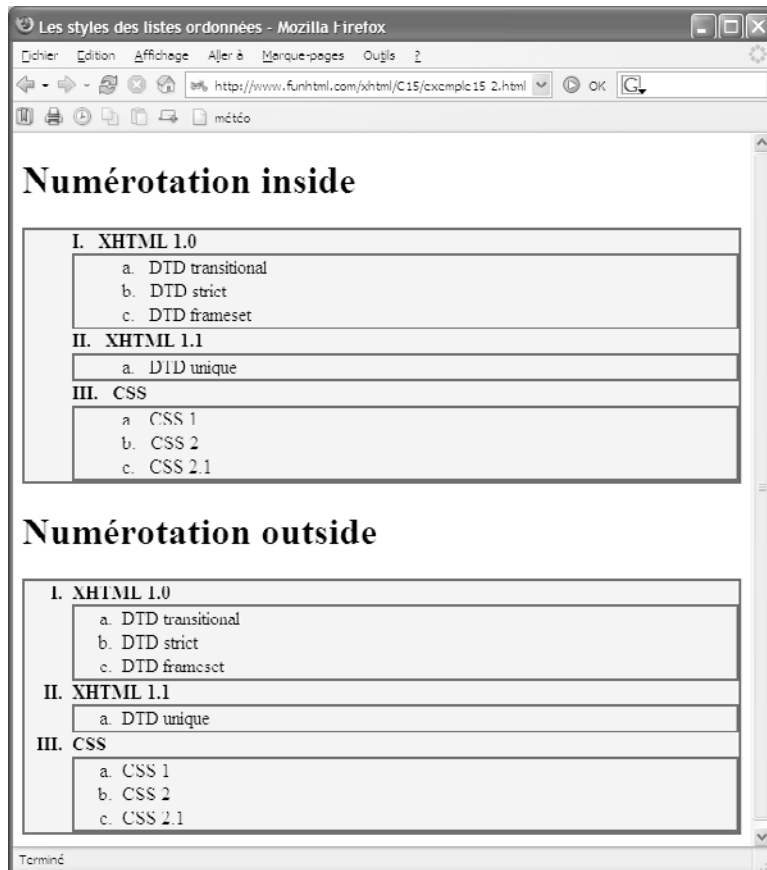 Les styles des listes ordonnées - Mozilla Firefox
Fichier Edition Affichage Aller à Marque-pages Outils ?
http://www.funhtml.com/xhtml/C15/exemple15 2.html OK G
météo
Numérotation inside
I. XHTML 1.0
a. DTD transitional
b. DTD strict
c. DTD frameset
II. XHTML 1.1
a. DTD unique
III. CSS
a CSS 1
b. CSS 2
c. CSS 2.1
Numérotation outside
I. XHTML 1.0
a. DTD transitional
b. DTD strict
c. DTD frameset
II. XHTML 1.1
a. DTD unique
III. CSS
a. CSS 1
b. CSS 2
c. CSS 2.1
Terminé